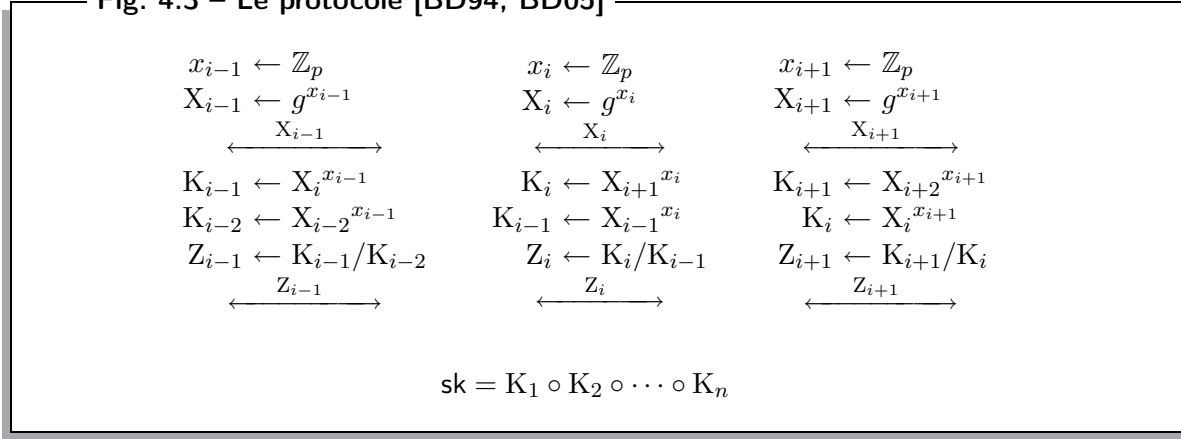 Fig. 4.3 – Le protocole [BD94, BD05]
x_{i−1} ← ℤ_p x_i ← ℤ_p x_{i+1} ← ℤ_p
X_{i−1} ← g^{x_{i−1}} X_i ← g^{x_i} X_{i+1} ← g^{x_{i+1}}
X_{i−1} X_i X_{i+1}
K_{i−1} ← X_i^{x_{i−1}} K_i ← X_{i+1}^{x_i} K_{i+1} ← X_{i+2}^{x_{i+1}}
K_{i−2} ← X_{i−2}^{x_{i−1}} K_{i−1} ← X_{i−1}^{x_i} K_i ← X_i^{x_{i+1}}
Z_{i−1} ← K_{i−1}/K_{i−2} Z_i ← K_i/K_{i−1} Z_{i+1} ← K_{i+1}/K_i
Z_{i−1} Z_i Z_{i+1}
sk = K_1 ∘ K_2 ∘ ⋯ ∘ K_n